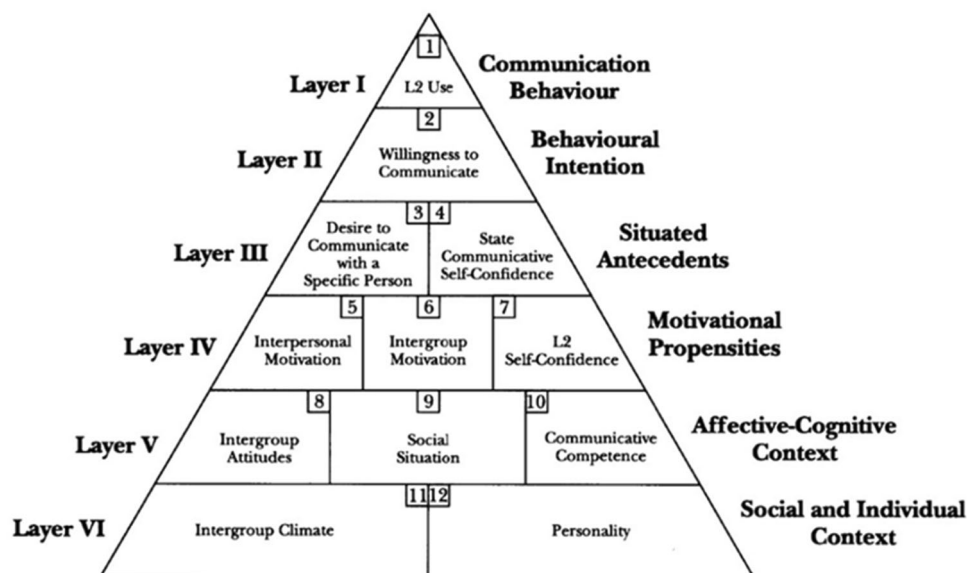 1
Layer I
L2 Use
Communication
Behaviour
2
Layer II
Willingness to
Communicate
Behavioural
Intention
3 4
Layer III
Desire to
Communicate
with a
Specific Person
State
Communicative
Self-Confidence
Situated
Antecedents
5 6 7
Layer IV
Interpersonal
Motivation
Intergroup
Motivation
L2
Self-Confidence
Motivational
Propensities
8 9 10
Layer V
Intergroup
Attitudes
Social
Situation
Communicative
Competence
Affective-Cognitive
Context
11 12
Layer VI
Intergroup Climate
Personality
Social and Individual
Context